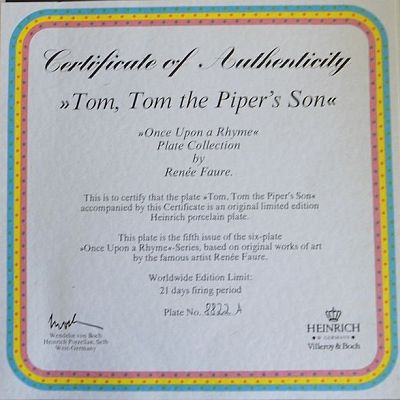 Certificate of Authenticity
»Tom, Tom the Piper's Son«
»Once Upon a Rhyme«
Plate Collection
by
Renée Faure.
This is to certify that the plate »Tom, Tom the Piper's Son«
accompanied by this Certificate is an original limited edition
Heinrich porcelain plate.
This plate is the fifth issue of the six-plate
»Once Upon a Rhyme«-Series, based on original works of art
by the famous artist Renée Faure.
Worldwide Edition Limit:
21 days firing period
Plate No. 8822 A
Wendelin von Boch
Heinrich Porzellan, Selb
West-Germany
HEINRICH
GERMANY
Villeroy & Boch